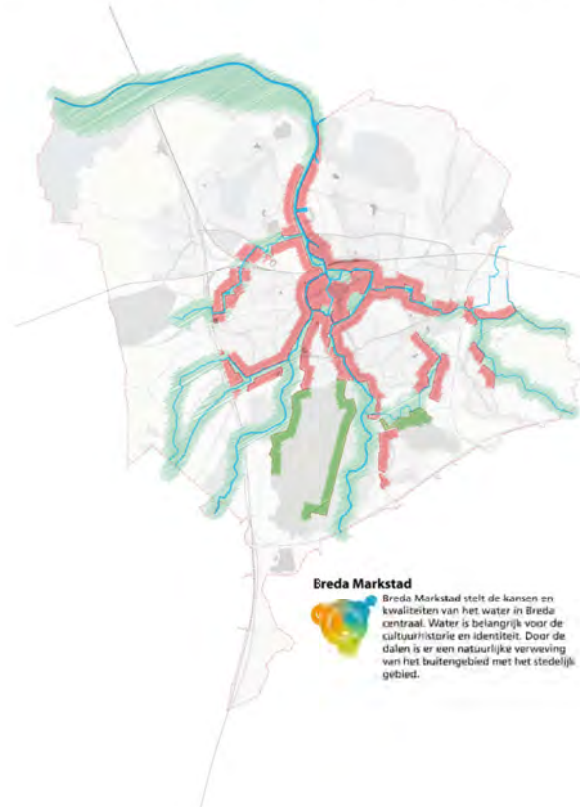 Breda Markstad
Breda Markstad stelt de kansen en
kwaliteiten van het water in Breda
centraal. Water is belangrijk voor de
cultuurhistorie en identiteit. Door de
dalen is er een natuurlijke verweving
van het buitengebied met het stedelijk
gebied.